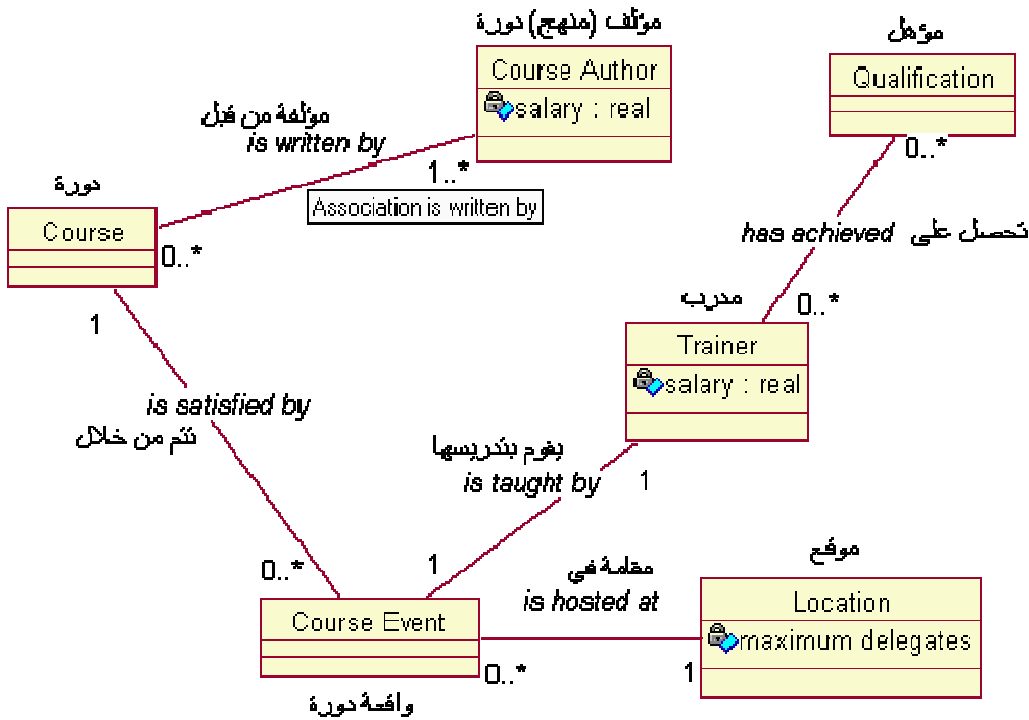 مؤلف (منهج) دورة
Course Author
salary : real
مؤهل
Qualification
مؤلفة من قبل
is written by
1..*
Association is written by
0..*
دورة
Course
0..*
1
has achieved تحصل على
0..*
مدرب
Trainer
salary : real
is satisfied by
تتم من خلال
يقوم بتدريسها
is taught by
1
0..*
1
مقامة في
is hosted at
موقع
Location
maximum delegates
Course Event
0..*
1
واقعة دورة